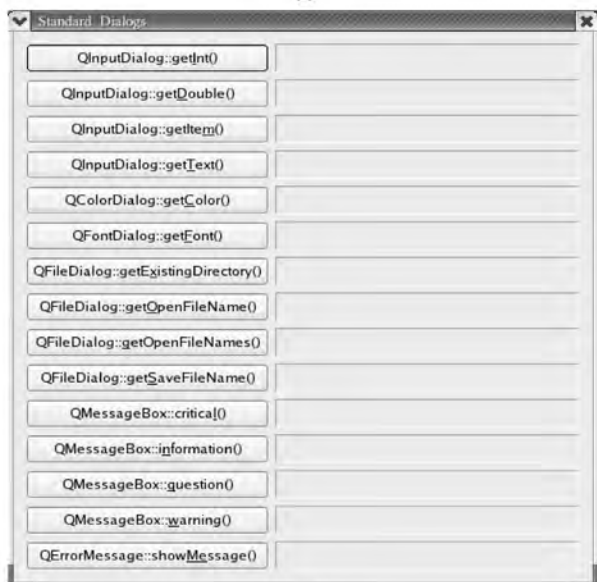 Standard Dialogs
QInputDialog::getInt()
QInputDialog::getDouble()
QInputDialog::getItem()
QInputDialog::getText()
QColorDialog::getColor()
QFontDialog::getFont()
QFileDialog::getExistingDirectory()
QFileDialog::getOpenFileName()
QFileDialog::getOpenFileNames()
QFileDialog::getSaveFileName()
QMessageBox::critical()
QMessageBox::information()
QMessageBox::question()
QMessageBox::warning()
QErrorMessage::showMessage()